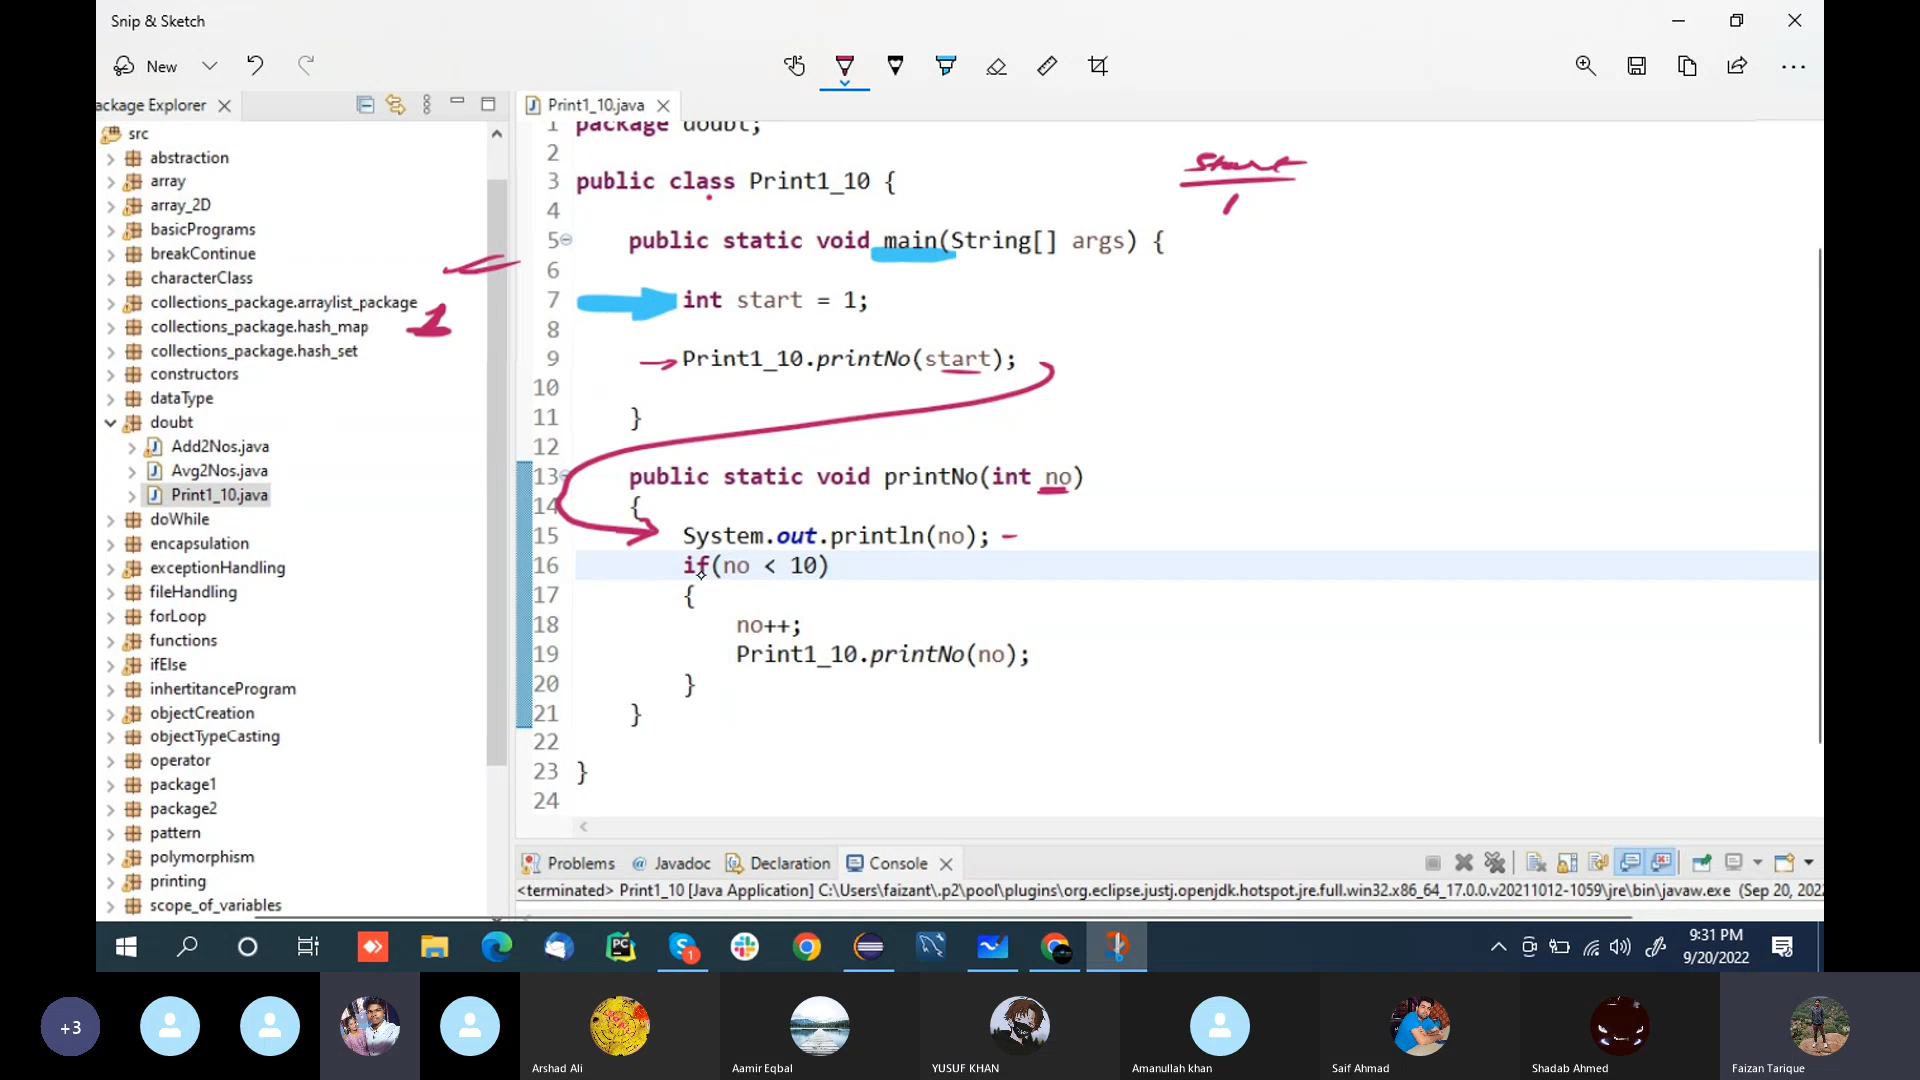 Snip & Sketch
New
ackage Explorer
Print1_10.java
src
abstraction
array
array_2D
basicPrograms
breakContinue
characterClass
collections_package.arraylist_package
collections_package.hash_map
collections_package.hash_set
constructors
dataType
doubt
Add2Nos.java
Avg2Nos.java
Print1_10.java
doWhile
encapsulation
exceptionHandling
fileHandling
forLoop
functions
ifElse
inheritanceProgram
objectCreation
objectTypeCasting
operator
package1
package2
pattern
polymorphism
printing
scope_of_variables
1 package doubt;
2
3 public class Print1_10 {
4
5 public static void main(String[] args) {
6
7 int start = 1;
8
9 Print1_10.printNo(start);
10
11 }
12
13 public static void printNo(int no)
14 {
15 System.out.println(no);
16 if(no < 10)
17 {
18 no++;
19 Print1_10.printNo(no);
20 }
21 }
22
23 }
24
start
1
1
Problems @ Javadoc Declaration Console
<terminated> Print1_10 [Java Application] C:\Users\faizant\.p2\pool\plugins\org.eclipse.justj.openjdk.hotspot.jre.full.win32.x86_64_17.0.0.v20211012-1059\jre\bin\javaw.exe (Sep 20, 202
PC
1
9:31 PM
9/20/2022
+3
Arshad Ali
Aamir Eqbal
YUSUF KHAN
Amanullah khan
Saif Ahmad
Shadab Ahmed
Faizan Tarique